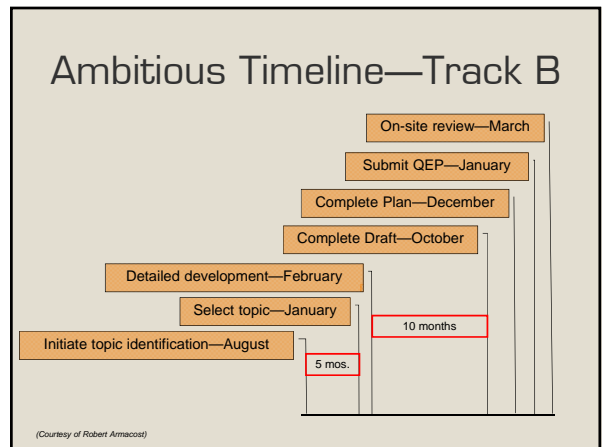 Ambitious Timeline—Track B
On-site review—March
Submit QEP—January
Complete Plan—December
Complete Draft—October
Detailed development—February
Select topic—January
10 months
Initiate topic identification—August
5 mos.
(Courtesy of Robert Armacost)